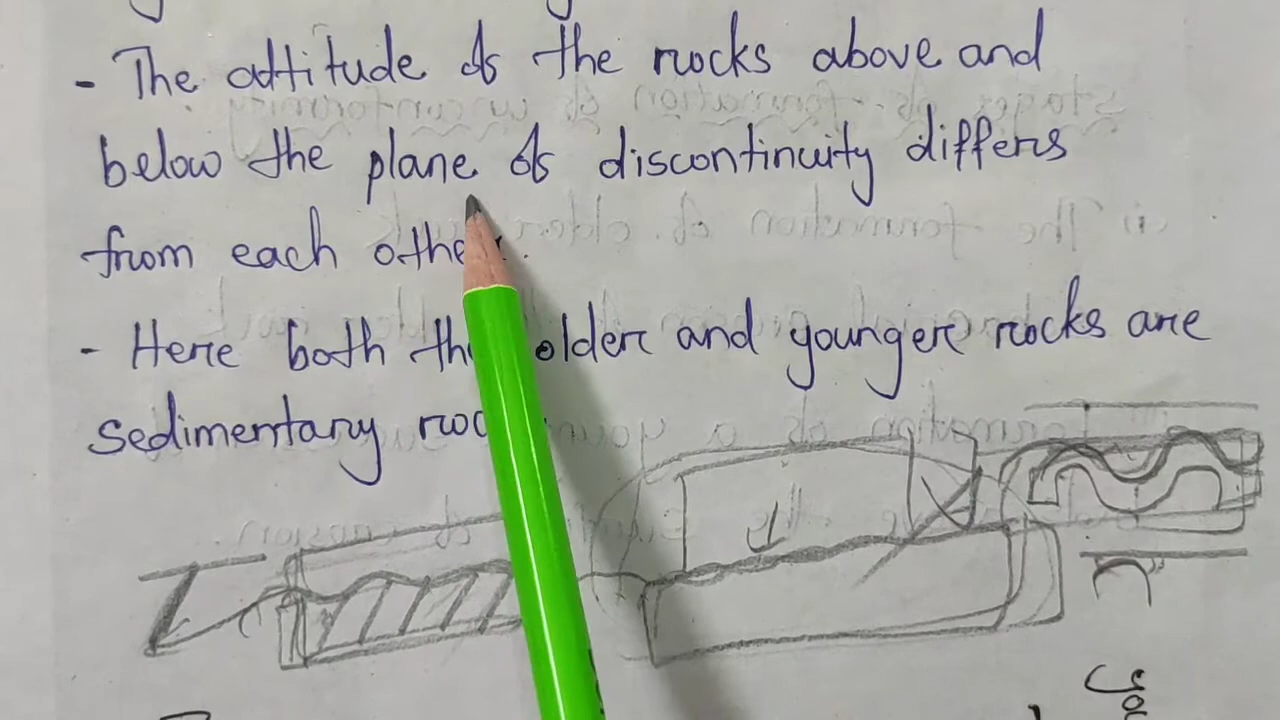 - The attitude of the rocks above and
below the plane of discontinuity differs
from each other.
- Here both the older and younger rocks are
sedimentary